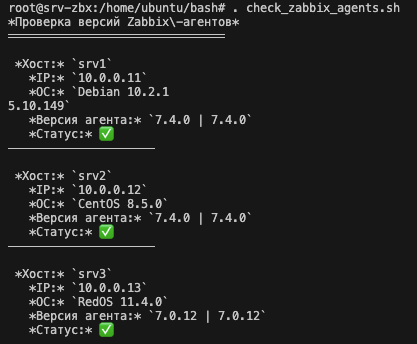 root@srv-zbx:/home/ubuntu/bash# . check_zabbix_agents.sh
*Проверка версий Zabbix\-агентов*
═══════════════════════════════
*Хост:* `srv1`
*IP:* `10.0.0.11`
*ОС:* `Debian 10.2.1
5.10.149`
*Версия агента:* `7.4.0 | 7.4.0`
*Статус:* ✅
─────────────────────
*Хост:* `srv2`
*IP:* `10.0.0.12`
*ОС:* `CentOS 8.5.0`
*Версия агента:* `7.4.0 | 7.4.0`
*Статус:* ✅
─────────────────────
*Хост:* `srv3`
*IP:* `10.0.0.13`
*ОС:* `RedOS 11.4.0`
*Версия агента:* `7.0.12 | 7.0.12`
*Статус:* ✅